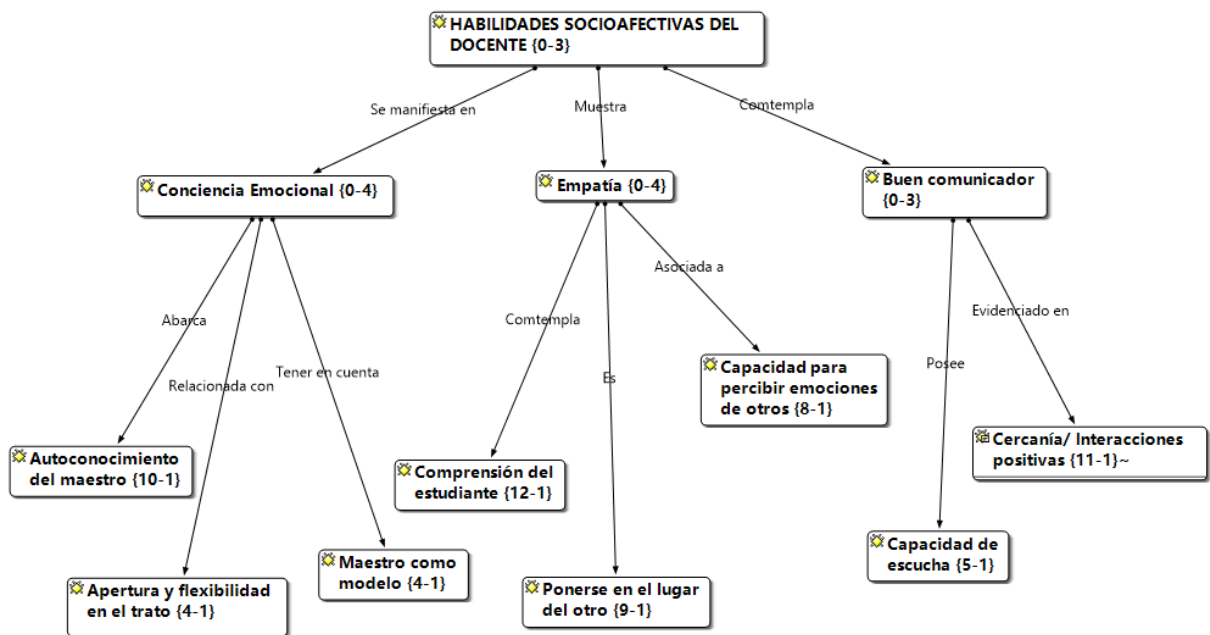 HABILIDADES SOCIOAFECTIVAS DEL
DOCENTE {0-3}
Se manifiesta en
Muestra
Comtempla
Conciencia Emocional {0-4}
Empatía {0-4}
Buen comunicador
{0-3}
Abarca
Relacionada con
Tener en cuenta
Comtempla
Es
Asociada a
Posee
Evidenciado en
Autoconocimiento
del maestro {10-1}
Apertura y flexibilidad
en el trato {4-1}
Maestro como
modelo {4-1}
Comprensión del
estudiante {12-1}
Ponerse en el lugar
del otro {9-1}
Capacidad para
percibir emociones
de otros {8-1}
Capacidad de
escucha {5-1}
Cercanía/ Interacciones
positivas {11-1}~